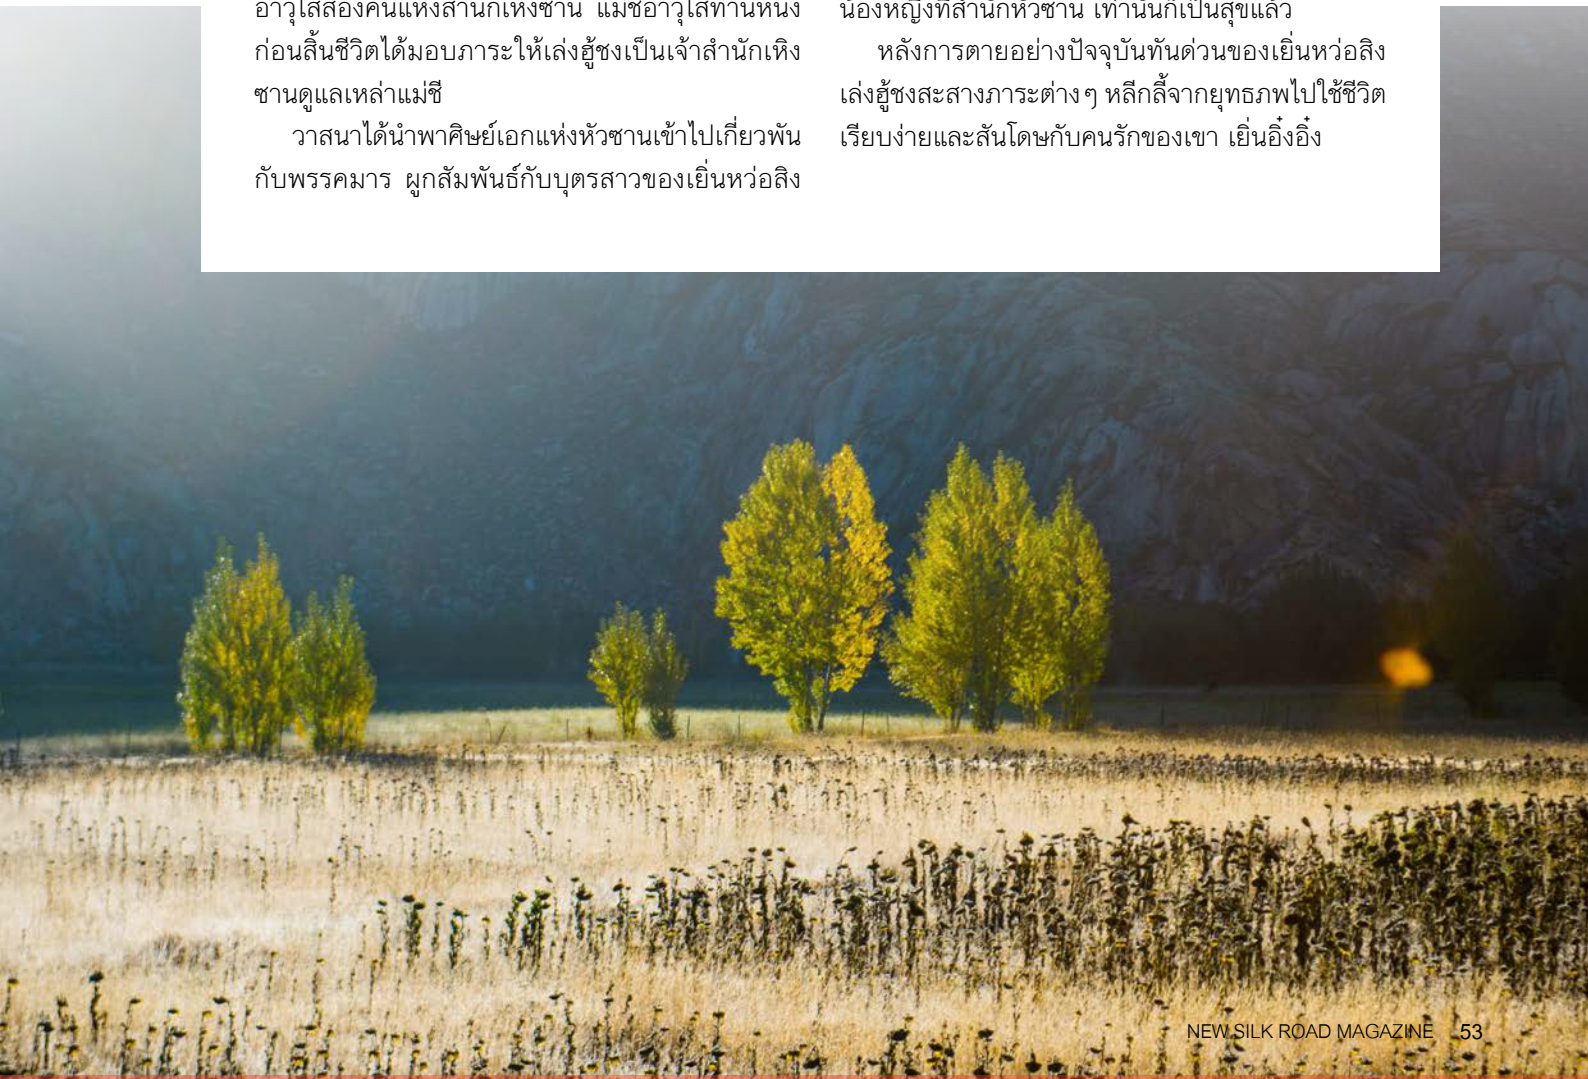 อาวุโสสองคนแห่งสำนักเหิงซาน แม่ชีอาวุโสท่านหนึ่ง
ก่อนสิ้นชีวิตได้มอบภาระให้เล่งฮู้ชงเป็นเจ้าสำนักเหิง
ซานดูแลเหล่าแม่ชี
วาสนาได้นำพาศิษย์เอกแห่งหัวซานเข้าไปเกี่ยวพัน
กับพรรคมาร ผูกสัมพันธ์กับบุตรสาวของเยิ่นหว่อสิง
น้องหญิงที่สำนักหัวซาน เท่านั้นก็เป็นสุขแล้ว
หลังการตายอย่างปัจจุบันทันด่วนของเยิ่นหว่อสิง
เล่งฮู้ชงสะสางภาระต่างๆ หลีกลี้จากยุทธภพไปใช้ชีวิต
เรียบง่ายและสันโดษกับคนรักของเขา เยิ่นอิ๋งอิ๋ง
NEW SILK ROAD MAGAZINE 53